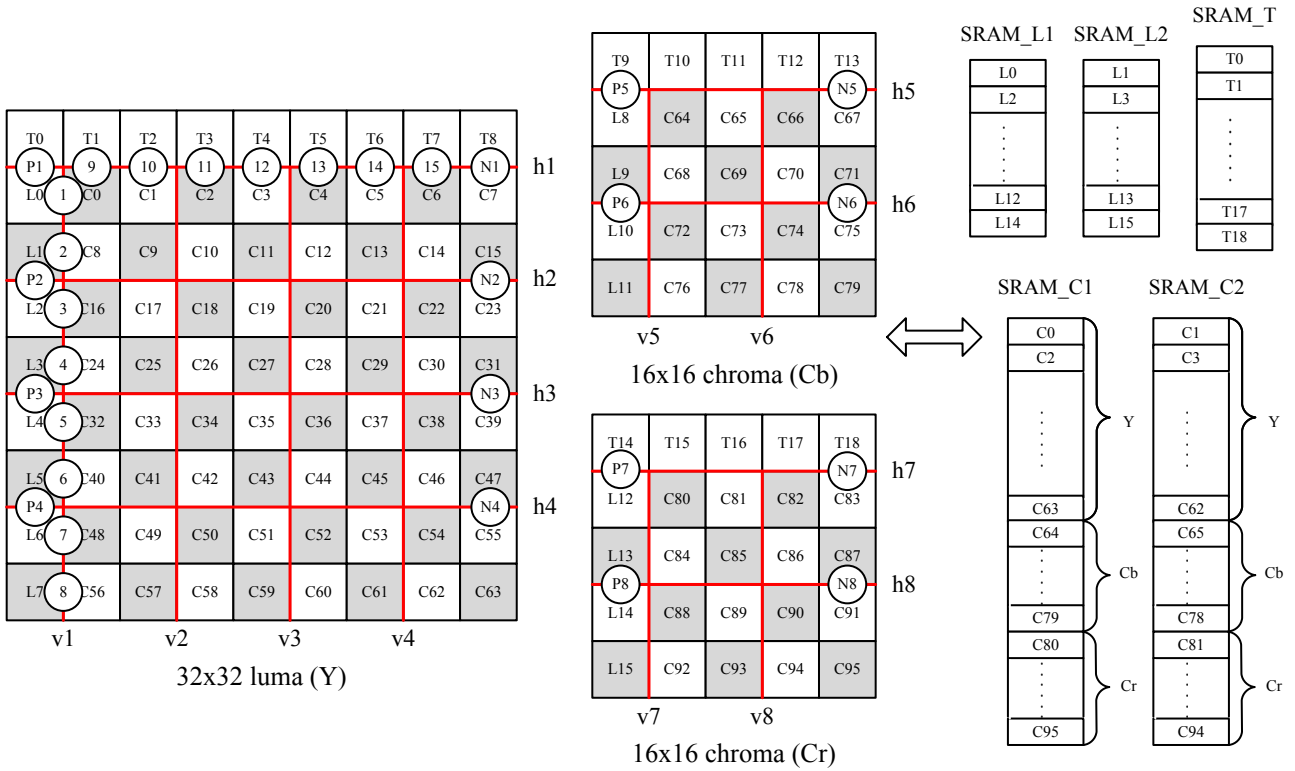 T0 T1 T2 T3 T4 T5 T6 T7 T8
P1 9 10 11 12 13 14 15 N1 h1
L0 1 C0 C1 C2 C3 C4 C5 C6 C7
L1 2 C8 C9 C10 C11 C12 C13 C14 C15
P2 N2 h2
L2 3 C16 C17 C18 C19 C20 C21 C22 C23
L3 4 C24 C25 C26 C27 C28 C29 C30 C31
P3 N3 h3
L4 5 C32 C33 C34 C35 C36 C37 C38 C39
L5 6 C40 C41 C42 C43 C44 C45 C46 C47
P4 N4 h4
L6 7 C48 C49 C50 C51 C52 C53 C54 C55
L7 8 C56 C57 C58 C59 C60 C61 C62 C63
v1 v2 v3 v4
32x32 luma (Y)
T9 T10 T11 T12 T13
P5 N5 h5
L8 C64 C65 C66 C67
L9 C68 C69 C70 C71
P6 N6 h6
L10 C72 C73 C74 C75
L11 C76 C77 C78 C79
v5 v6
16x16 chroma (Cb)
T14 T15 T16 T17 T18
P7 N7 h7
L12 C80 C81 C82 C83
L13 C84 C85 C86 C87
P8 N8 h8
L14 C88 C89 C90 C91
L15 C92 C93 C94 C95
v7 v8
16x16 chroma (Cr)
SRAM_L1
L0
L2
L12
L14
SRAM_L2
L1
L3
L13
L15
SRAM_T
T0
T1
T17
T18
SRAM_C1
C0
C2
Y
C63
C64
Cb
C79
C80
Cr
C95
SRAM_C2
C1
C3
Y
C62
C65
Cb
C78
C81
Cr
C94